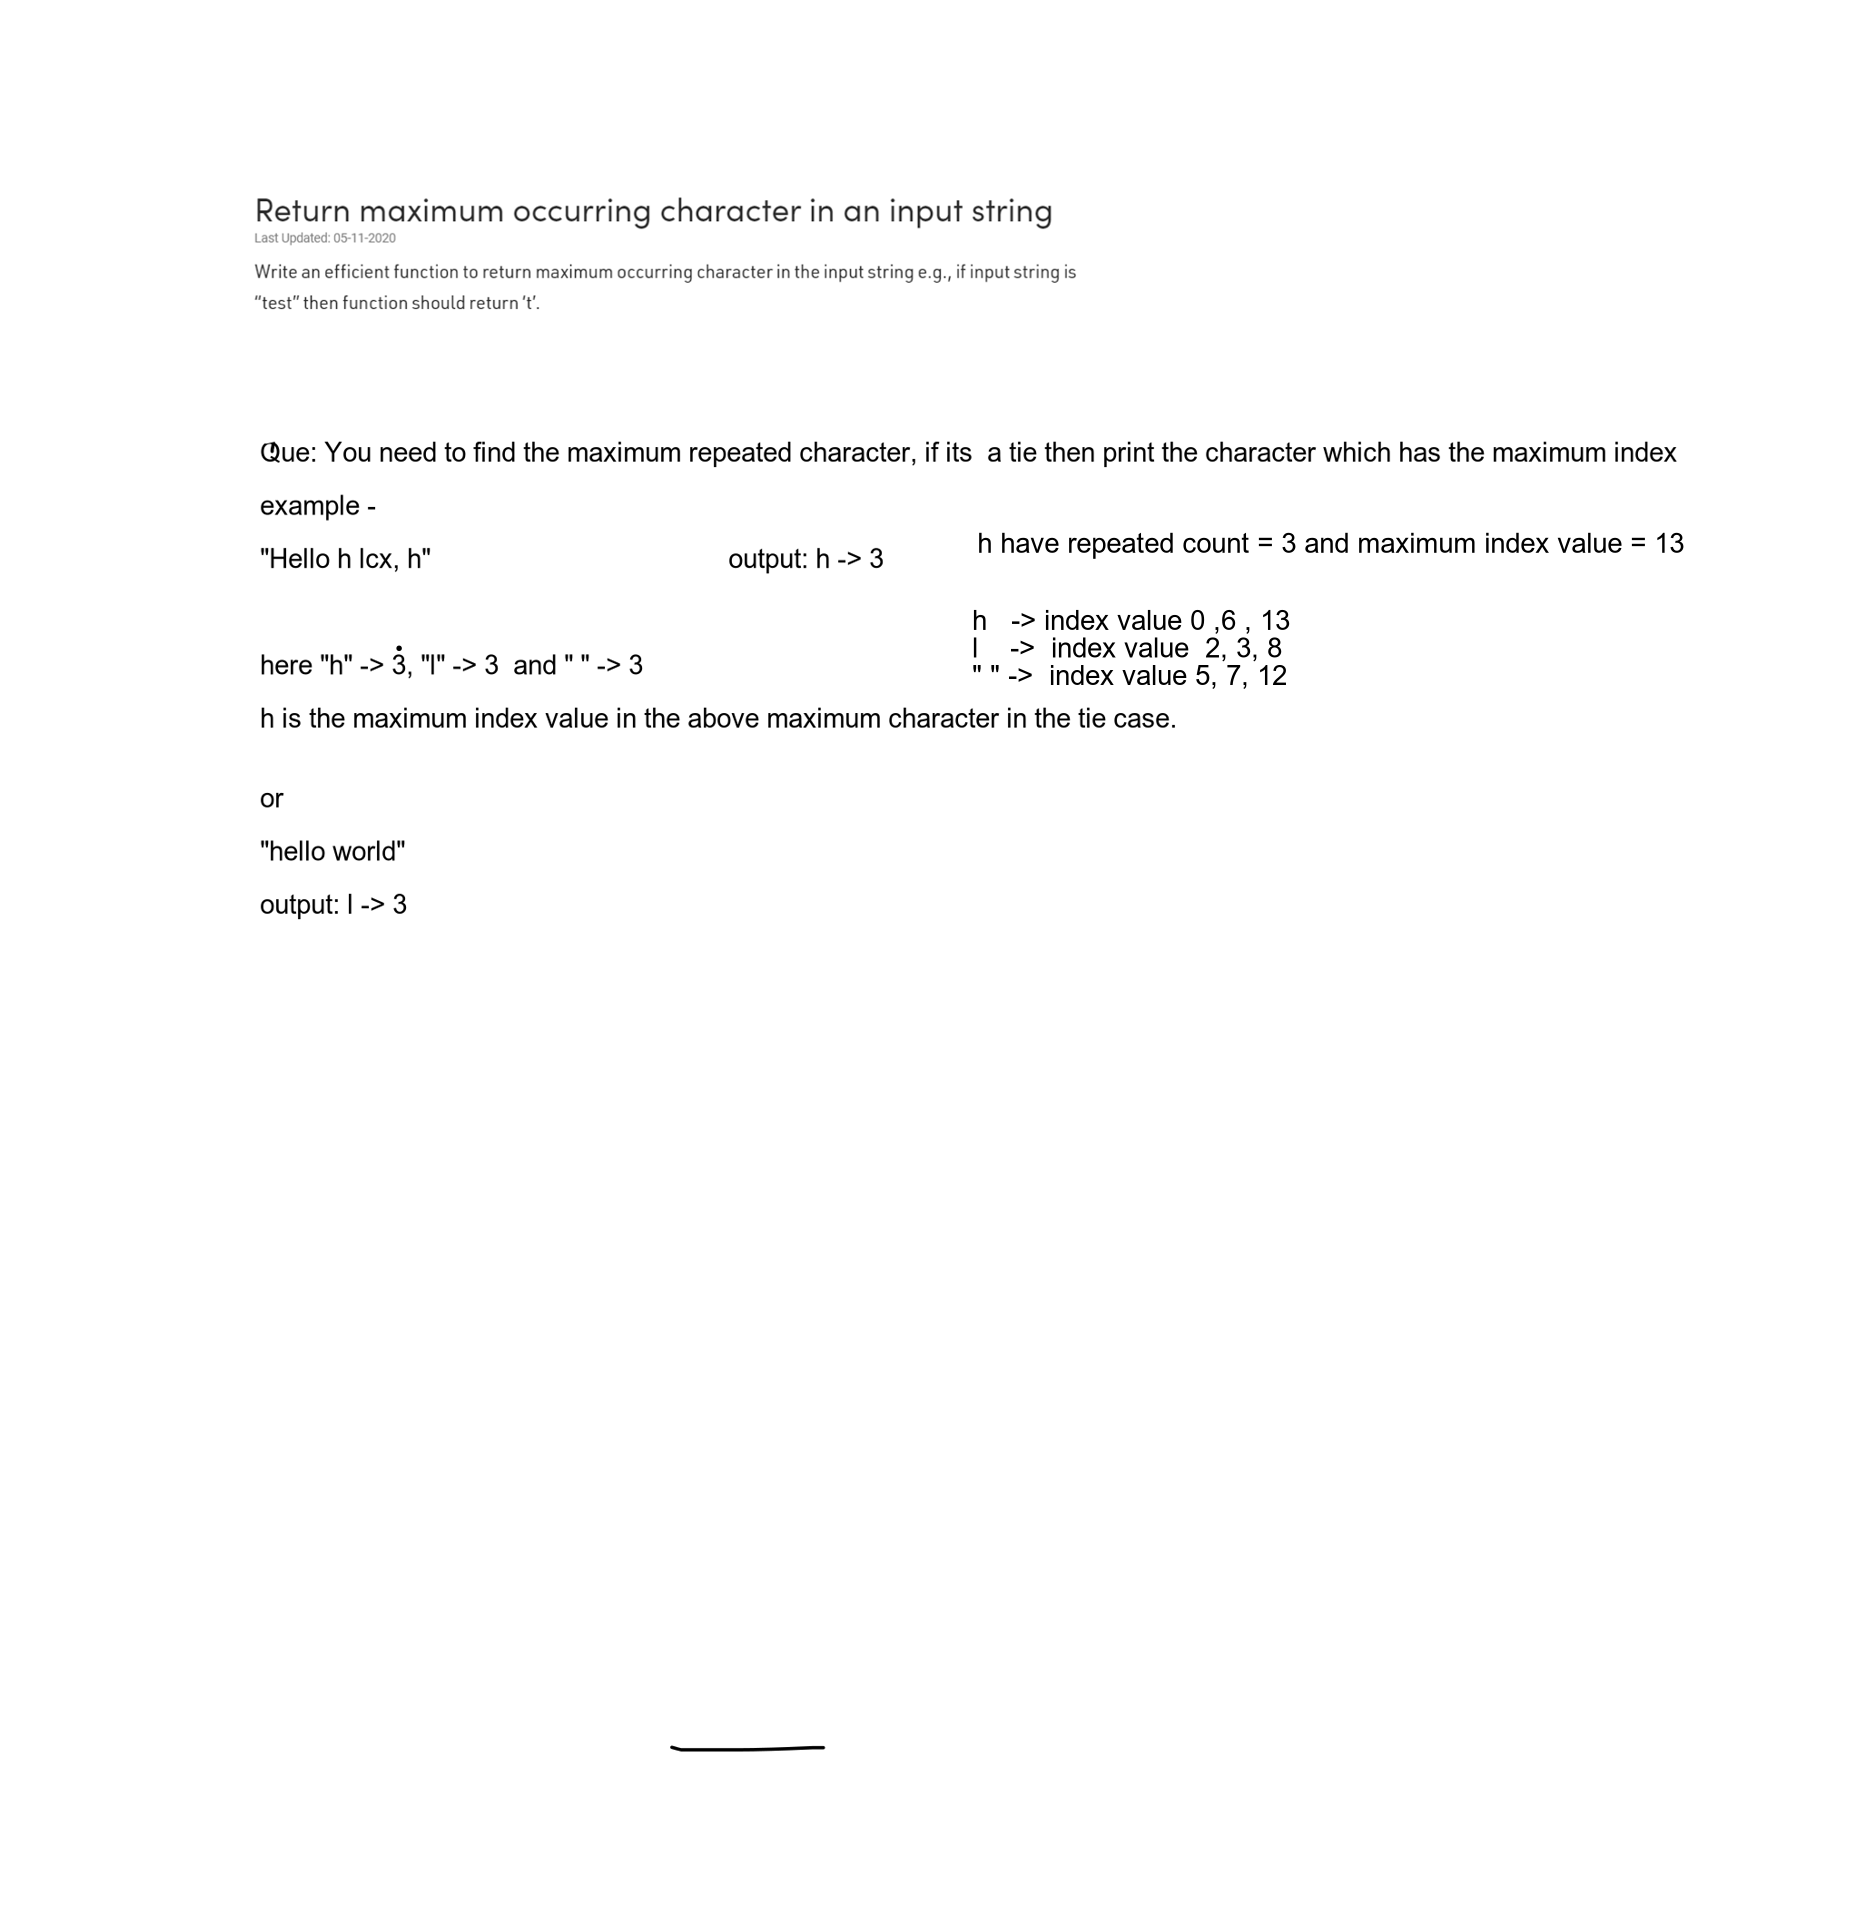 Return maximum occurring character in an input string
Last Updated: 05-11-2020
Write an efficient function to return maximum occurring character in the input string e.g., if input string is
“test” then function should return ‘t’.
Que: You need to find the maximum repeated character, if its  a tie then print the character which has the maximum index
example -
"Hello h lcx, h"
output: h -> 3
h have repeated count = 3 and maximum index value = 13
h   -> index value 0 ,6 , 13
l    ->  index value  2, 3, 8
" " ->  index value 5, 7, 12
here "h" -> 3, "l" -> 3  and " " -> 3
h is the maximum index value in the above maximum character in the tie case.
or
"hello world"
output: l -> 3